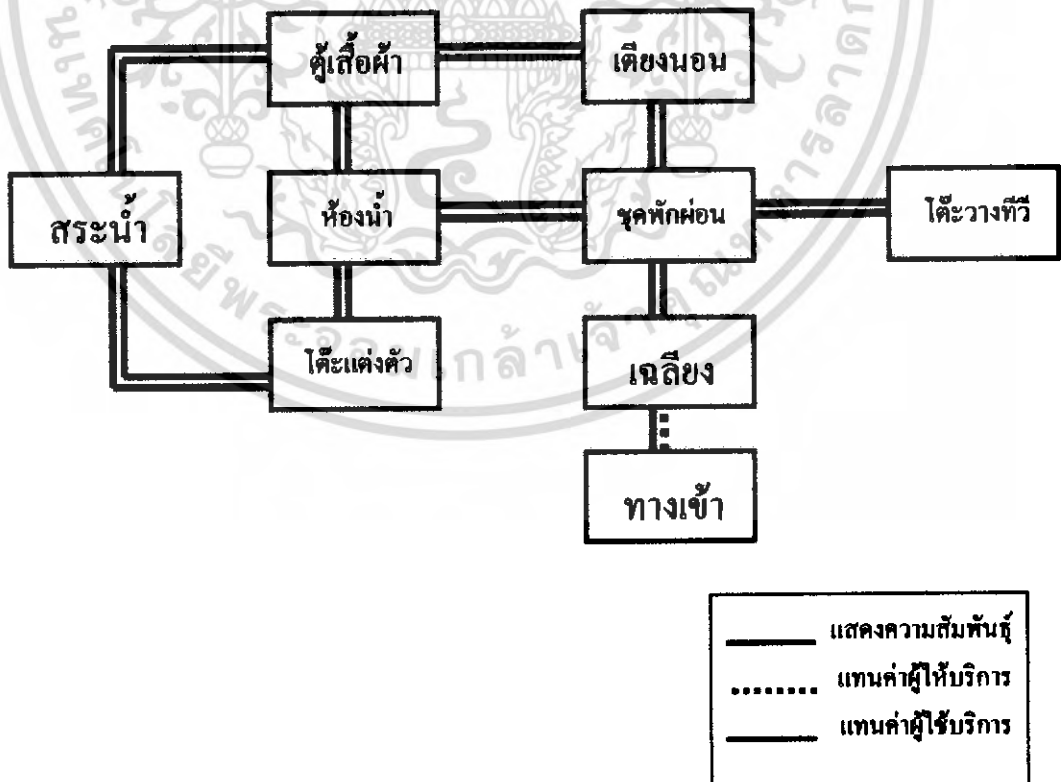 ตู้เสื้อผ้า
เตียงนอน
สระน้ำ
ห้องน้ำ
ชุดพักผ่อน
โต๊ะวางทีวี
โต๊ะแต่งตัว
เฉลียง
ทางเข้า
แสดงความสัมพันธุ์
แทนค่าผู้ให้บริการ
แทนค่าผู้ใช้บริการ